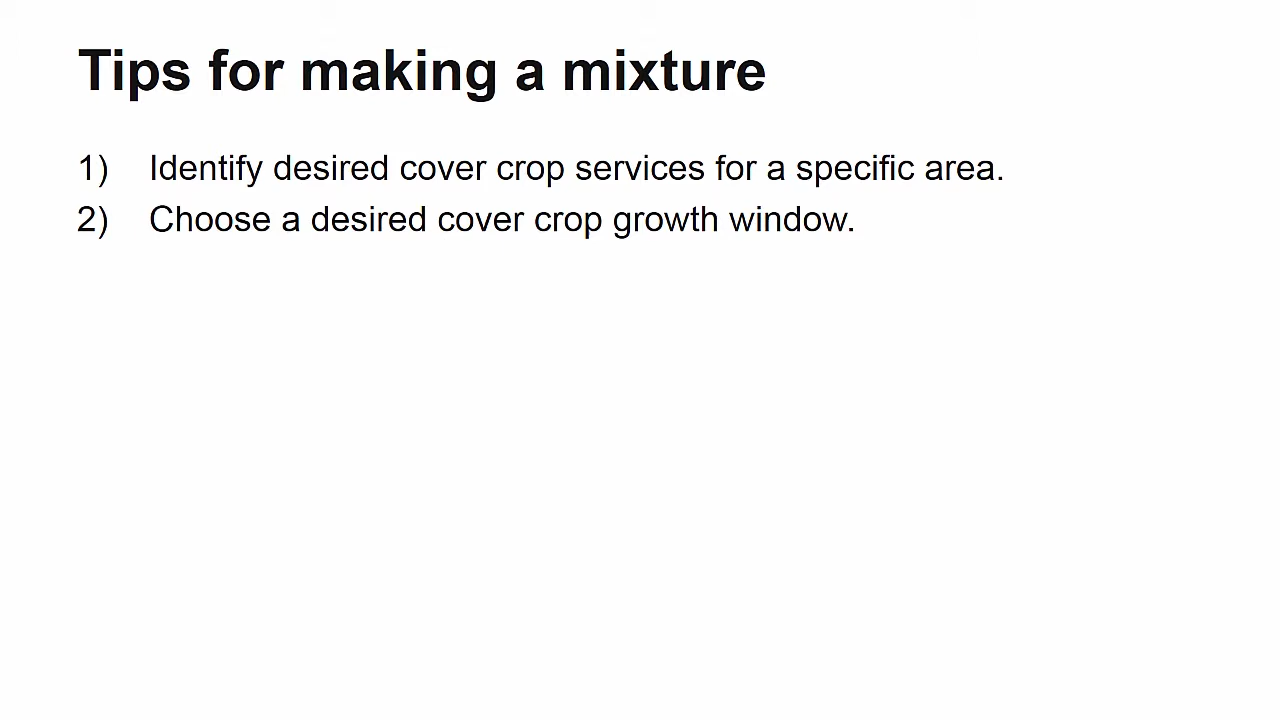 Tips for making a mixture
1) Identify desired cover crop services for a specific area.
2) Choose a desired cover crop growth window.